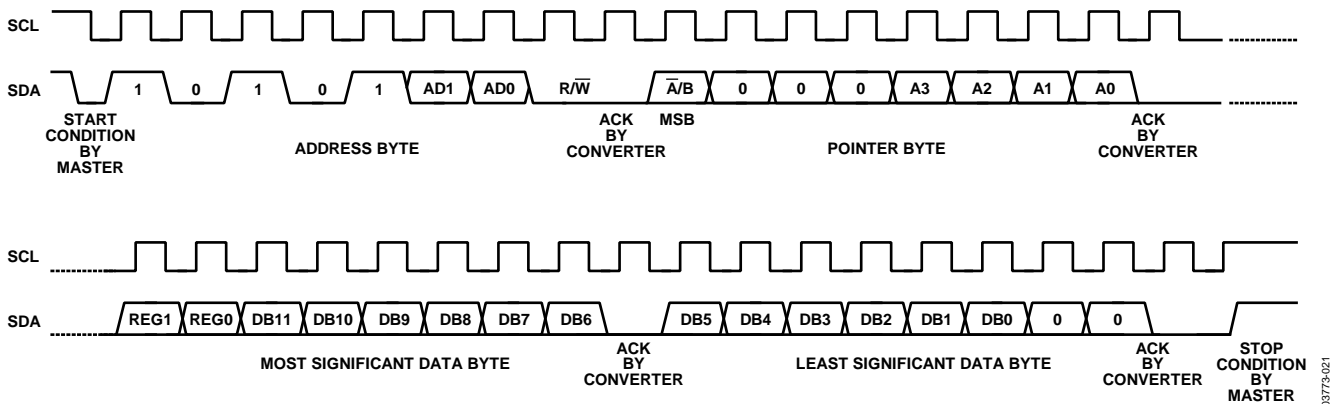 SCL
SDA 1 0 1 0 1 AD1 AD0 R/W̅ A̅/B 0 0 0 A3 A2 A1 A0
START CONDITION BY MASTER
ADDRESS BYTE
ACK BY CONVERTER
MSB
POINTER BYTE
ACK BY CONVERTER
SCL
SDA REG1 REG0 DB11 DB10 DB9 DB8 DB7 DB6 DB5 DB4 DB3 DB2 DB1 DB0 0 0
MOST SIGNIFICANT DATA BYTE
ACK BY CONVERTER
LEAST SIGNIFICANT DATA BYTE
ACK BY CONVERTER
STOP CONDITION BY MASTER
03773-021